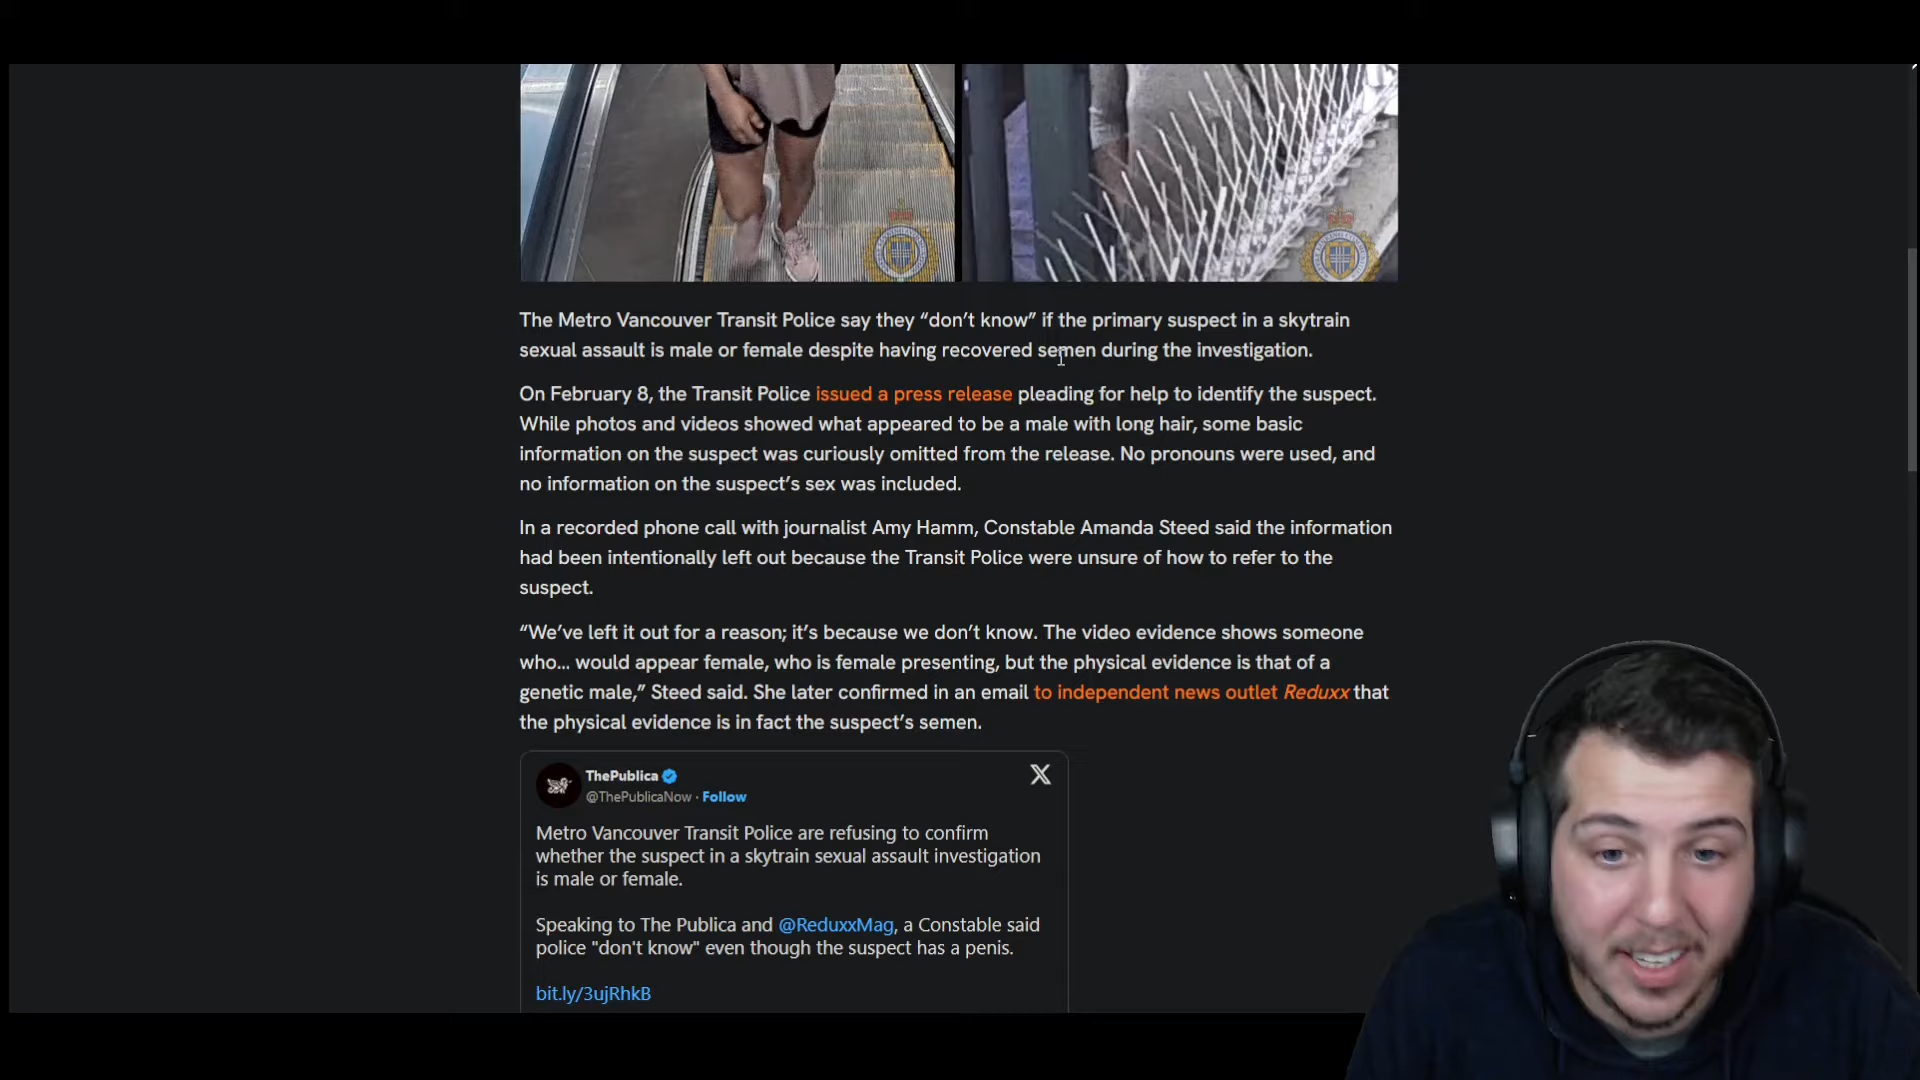 The Metro Vancouver Transit Police say they “don’t know” if the primary suspect in a skytrain
sexual assault is male or female despite having recovered semen during the investigation.
On February 8, the Transit Police issued a press release pleading for help to identify the suspect.
While photos and videos showed what appeared to be a male with long hair, some basic
information on the suspect was curiously omitted from the release. No pronouns were used, and
no information on the suspect’s sex was included.
In a recorded phone call with journalist Amy Hamm, Constable Amanda Steed said the information
had been intentionally left out because the Transit Police were unsure of how to refer to the
suspect.
“We’ve left it out for a reason; it’s because we don’t know. The video evidence shows someone
who… would appear female, who is female presenting, but the physical evidence is that of a
genetic male,” Steed said. She later confirmed in an email to independent news outlet Reduxx that
the physical evidence is in fact the suspect’s semen.
ThePublica
@ThePublicaNow · Follow
Metro Vancouver Transit Police are refusing to confirm
whether the suspect in a skytrain sexual assault investigation
is male or female.
Speaking to The Publica and @ReduxxMag, a Constable said
police "don't know" even though the suspect has a penis.
bit.ly/3ujRhkB